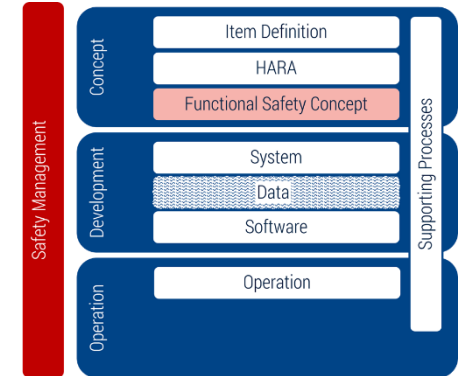 Safety Management
Concept
Item Definition
HARA
Functional Safety Concept
Development
System
Data
Software
Operation
Operation
Supporting Processes